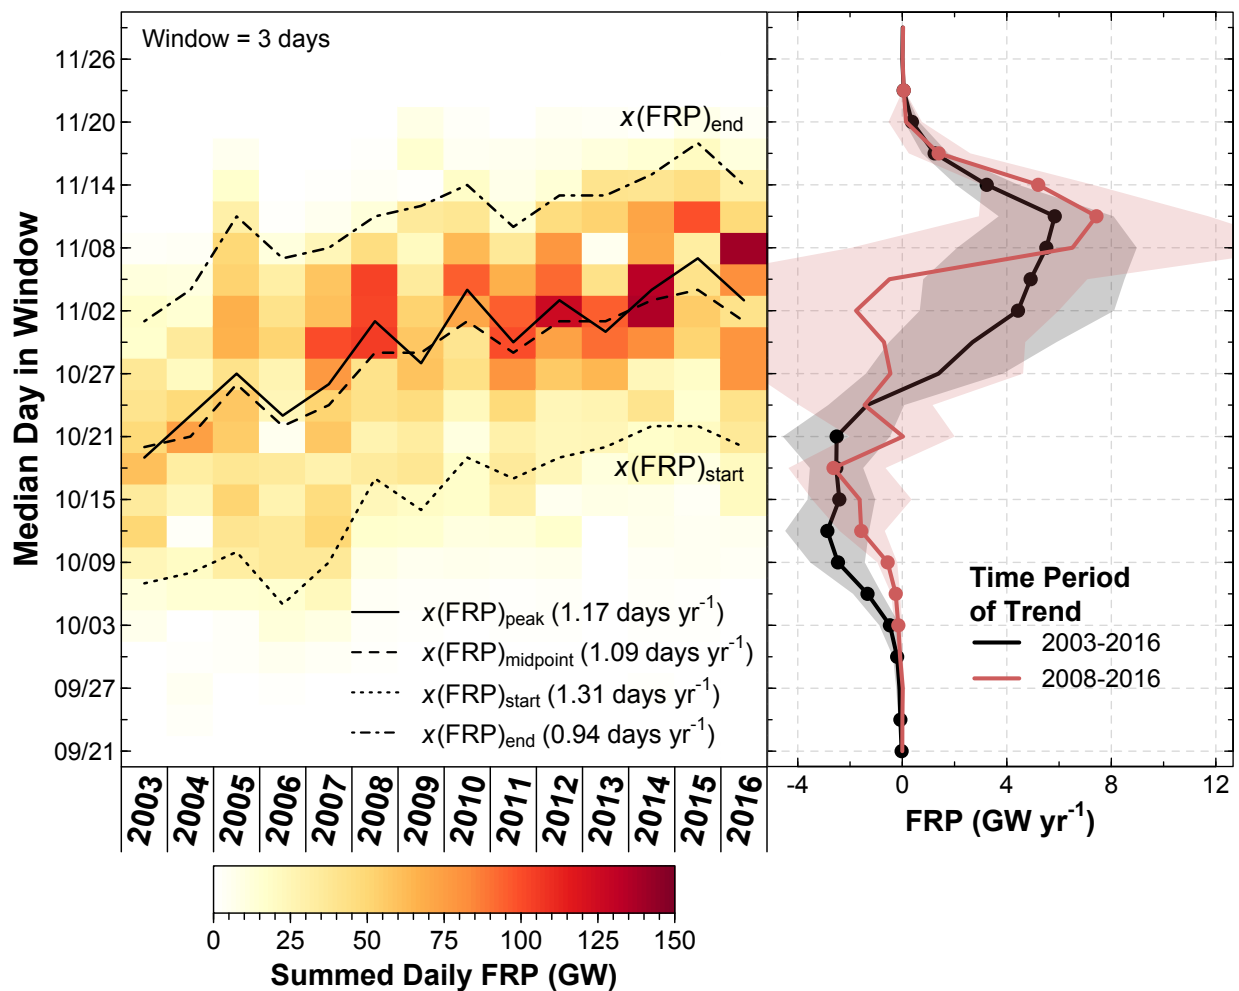 Window = 3 days
x(FRP)end
x(FRP)start
x(FRP)peak (1.17 days yr-1)
x(FRP)midpoint (1.09 days yr-1)
x(FRP)start (1.31 days yr-1)
x(FRP)end (0.94 days yr-1)
Median Day in Window
11/26
11/20
11/14
11/08
11/02
10/27
10/21
10/15
10/09
10/03
09/27
09/21
2003 2004 2005 2006 2007 2008 2009 2010 2011 2012 2013 2014 2015 2016
0 25 50 75 100 125 150
Summed Daily FRP (GW)
Time Period
of Trend
2003-2016
2008-2016
-4 0 4 8 12
FRP (GW yr-1)